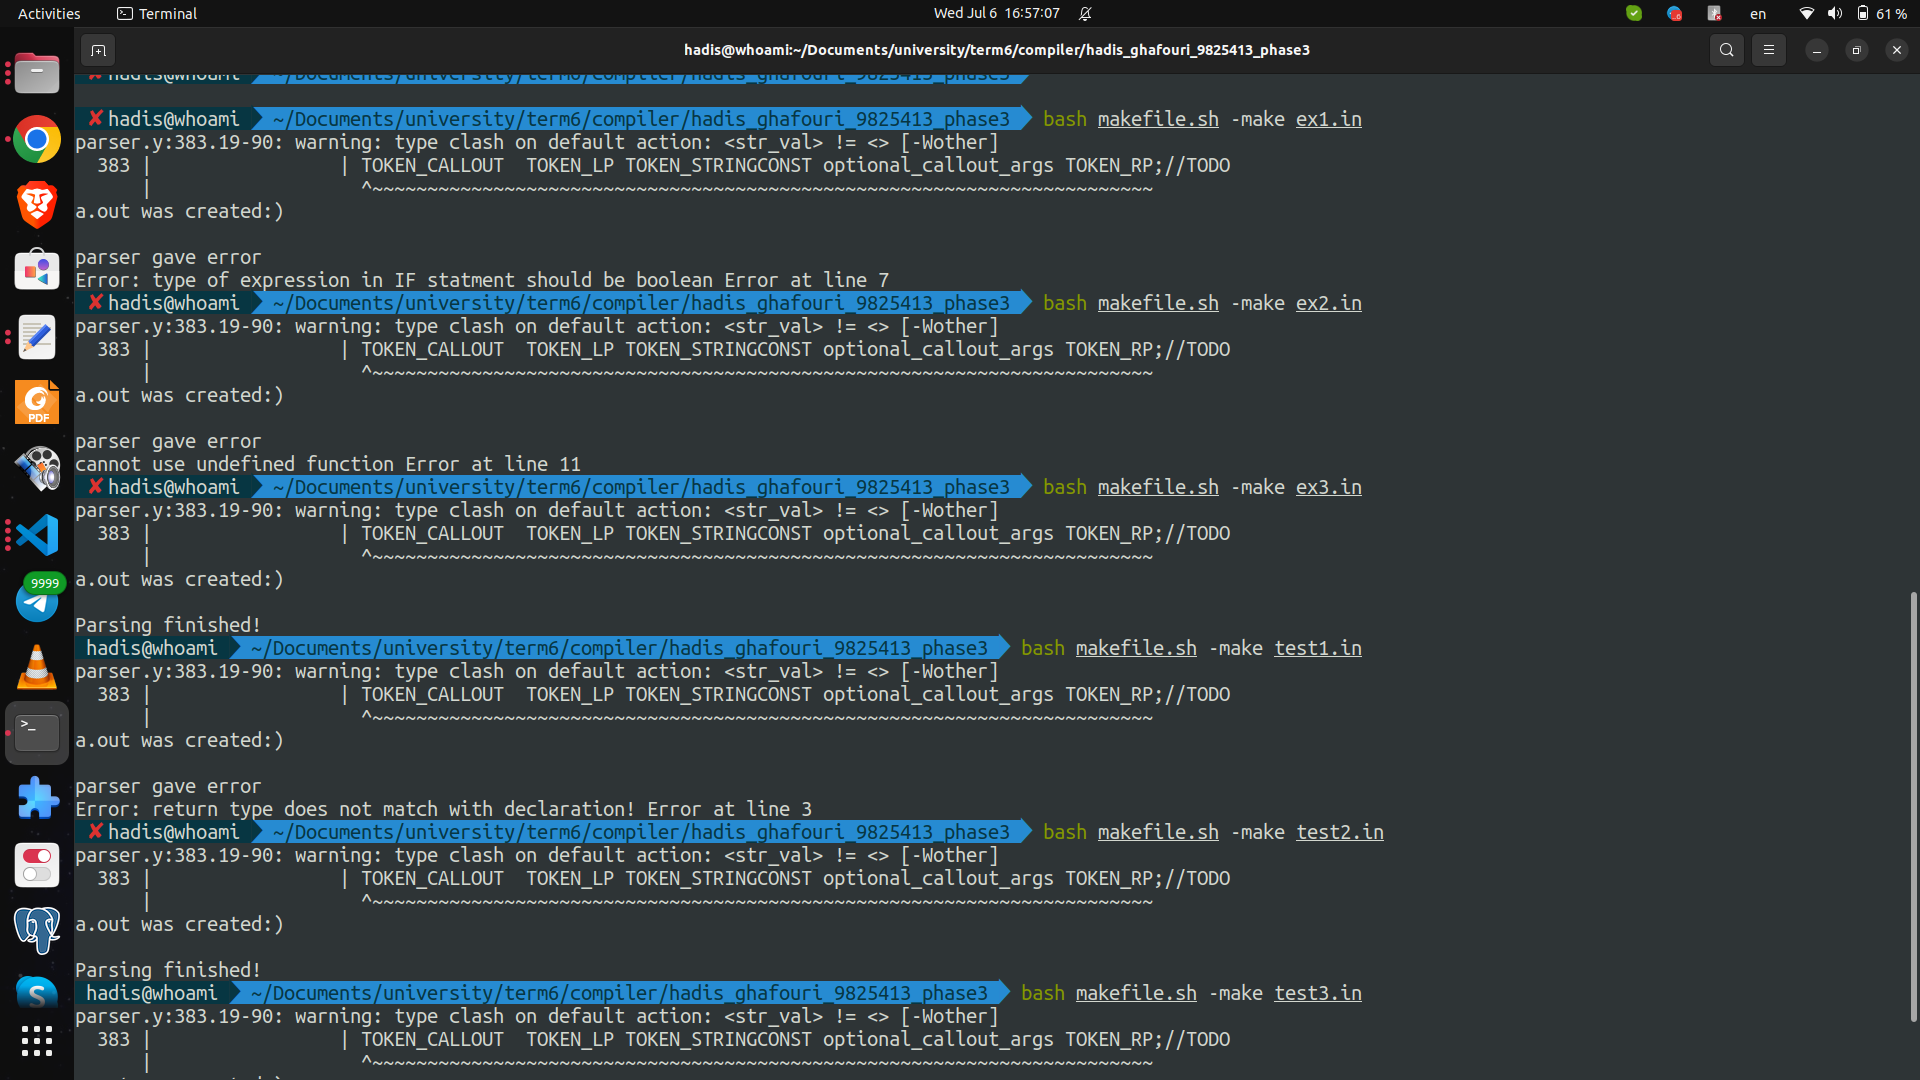 Activities
Terminal
Wed Jul 6 16:57:07
en
61 %
hadis@whoami:~/Documents/university/term6/compiler/hadis_ghafouri_9825413_phase3
✘ hadis@whoami ~/Documents/university/term6/compiler/hadis_ghafouri_9825413_phase3
✘ hadis@whoami ~/Documents/university/term6/compiler/hadis_ghafouri_9825413_phase3 bash makefile.sh -make ex1.in
parser.y:383.19-90: warning: type clash on default action: <str_val> != <> [-Wother]
383 | | TOKEN_CALLOUT TOKEN_LP TOKEN_STRINGCONST optional_callout_args TOKEN_RP;//TODO
| ^~~~~~~~~~~~~~~~~~~~~~~~~~~~~~~~~~~~~~~~~~~~~~~~~~~~~~~~~~~~~~~~~~~~~~~~
a.out was created:)
parser gave error
Error: type of expression in IF statment should be boolean Error at line 7
✘ hadis@whoami ~/Documents/university/term6/compiler/hadis_ghafouri_9825413_phase3 bash makefile.sh -make ex2.in
parser.y:383.19-90: warning: type clash on default action: <str_val> != <> [-Wother]
383 | | TOKEN_CALLOUT TOKEN_LP TOKEN_STRINGCONST optional_callout_args TOKEN_RP;//TODO
| ^~~~~~~~~~~~~~~~~~~~~~~~~~~~~~~~~~~~~~~~~~~~~~~~~~~~~~~~~~~~~~~~~~~~~~~~
a.out was created:)
parser gave error
cannot use undefined function Error at line 11
✘ hadis@whoami ~/Documents/university/term6/compiler/hadis_ghafouri_9825413_phase3 bash makefile.sh -make ex3.in
parser.y:383.19-90: warning: type clash on default action: <str_val> != <> [-Wother]
383 | | TOKEN_CALLOUT TOKEN_LP TOKEN_STRINGCONST optional_callout_args TOKEN_RP;//TODO
| ^~~~~~~~~~~~~~~~~~~~~~~~~~~~~~~~~~~~~~~~~~~~~~~~~~~~~~~~~~~~~~~~~~~~~~~~
a.out was created:)
Parsing finished!
hadis@whoami ~/Documents/university/term6/compiler/hadis_ghafouri_9825413_phase3 bash makefile.sh -make test1.in
parser.y:383.19-90: warning: type clash on default action: <str_val> != <> [-Wother]
383 | | TOKEN_CALLOUT TOKEN_LP TOKEN_STRINGCONST optional_callout_args TOKEN_RP;//TODO
| ^~~~~~~~~~~~~~~~~~~~~~~~~~~~~~~~~~~~~~~~~~~~~~~~~~~~~~~~~~~~~~~~~~~~~~~~
a.out was created:)
parser gave error
Error: return type does not match with declaration! Error at line 3
✘ hadis@whoami ~/Documents/university/term6/compiler/hadis_ghafouri_9825413_phase3 bash makefile.sh -make test2.in
parser.y:383.19-90: warning: type clash on default action: <str_val> != <> [-Wother]
383 | | TOKEN_CALLOUT TOKEN_LP TOKEN_STRINGCONST optional_callout_args TOKEN_RP;//TODO
| ^~~~~~~~~~~~~~~~~~~~~~~~~~~~~~~~~~~~~~~~~~~~~~~~~~~~~~~~~~~~~~~~~~~~~~~~
a.out was created:)
Parsing finished!
hadis@whoami ~/Documents/university/term6/compiler/hadis_ghafouri_9825413_phase3 bash makefile.sh -make test3.in
parser.y:383.19-90: warning: type clash on default action: <str_val> != <> [-Wother]
383 | | TOKEN_CALLOUT TOKEN_LP TOKEN_STRINGCONST optional_callout_args TOKEN_RP;//TODO
| ^~~~~~~~~~~~~~~~~~~~~~~~~~~~~~~~~~~~~~~~~~~~~~~~~~~~~~~~~~~~~~~~~~~~~~~~
PDF
9999